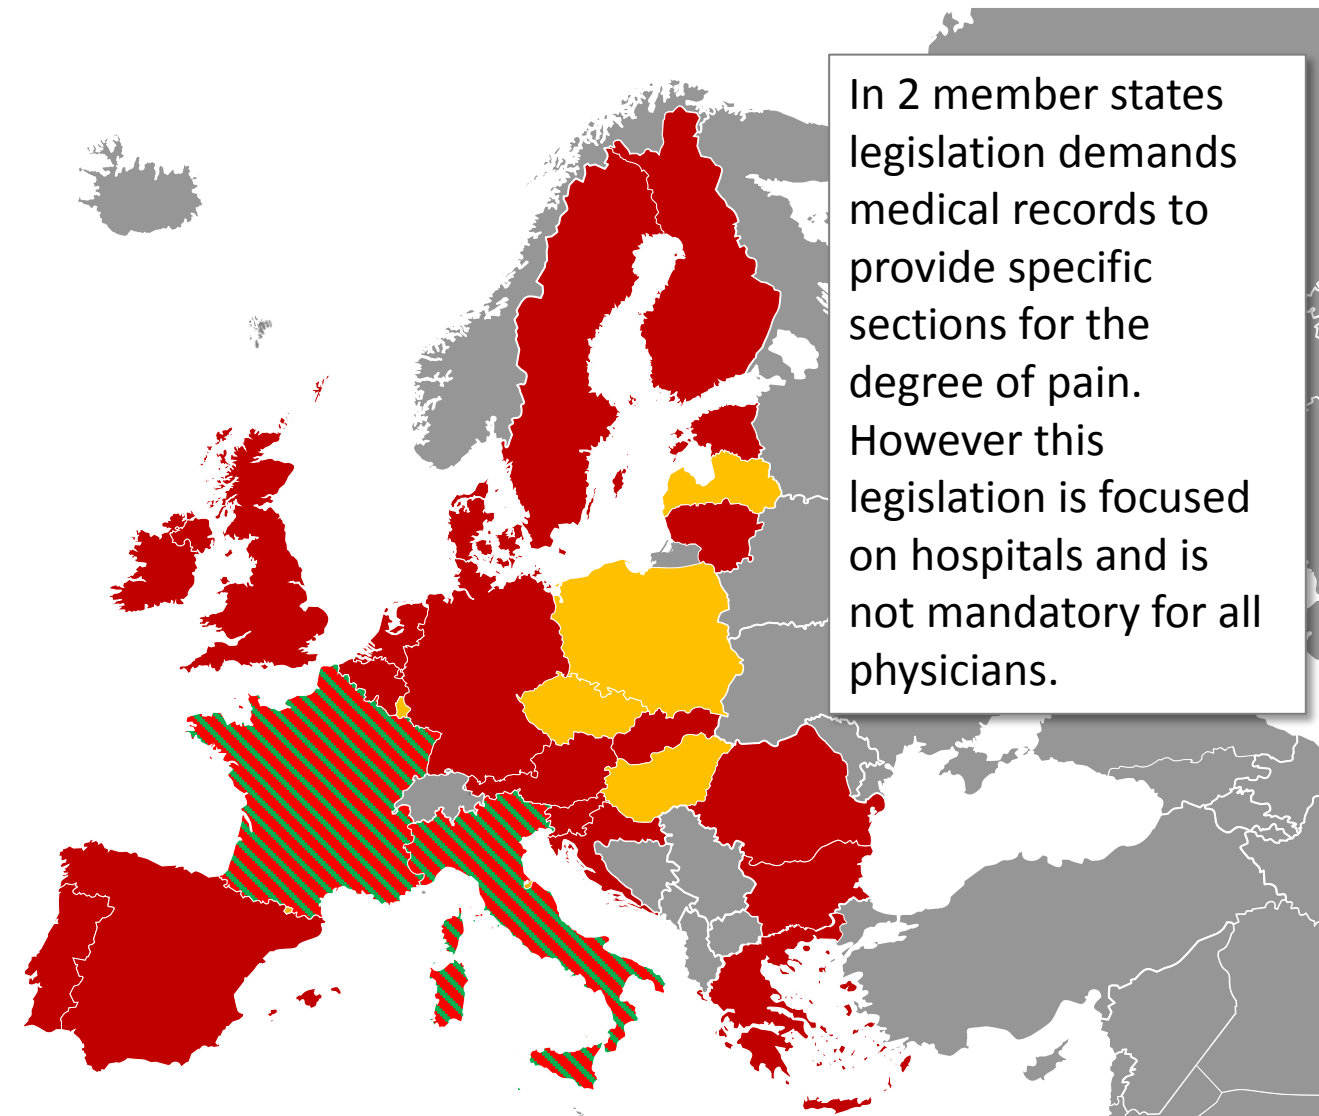 In 2 member states
legislation demands
medical records to
provide specific
sections for the
degree of pain.
However this
legislation is focused
on hospitals and is
not mandatory for all
physicians.